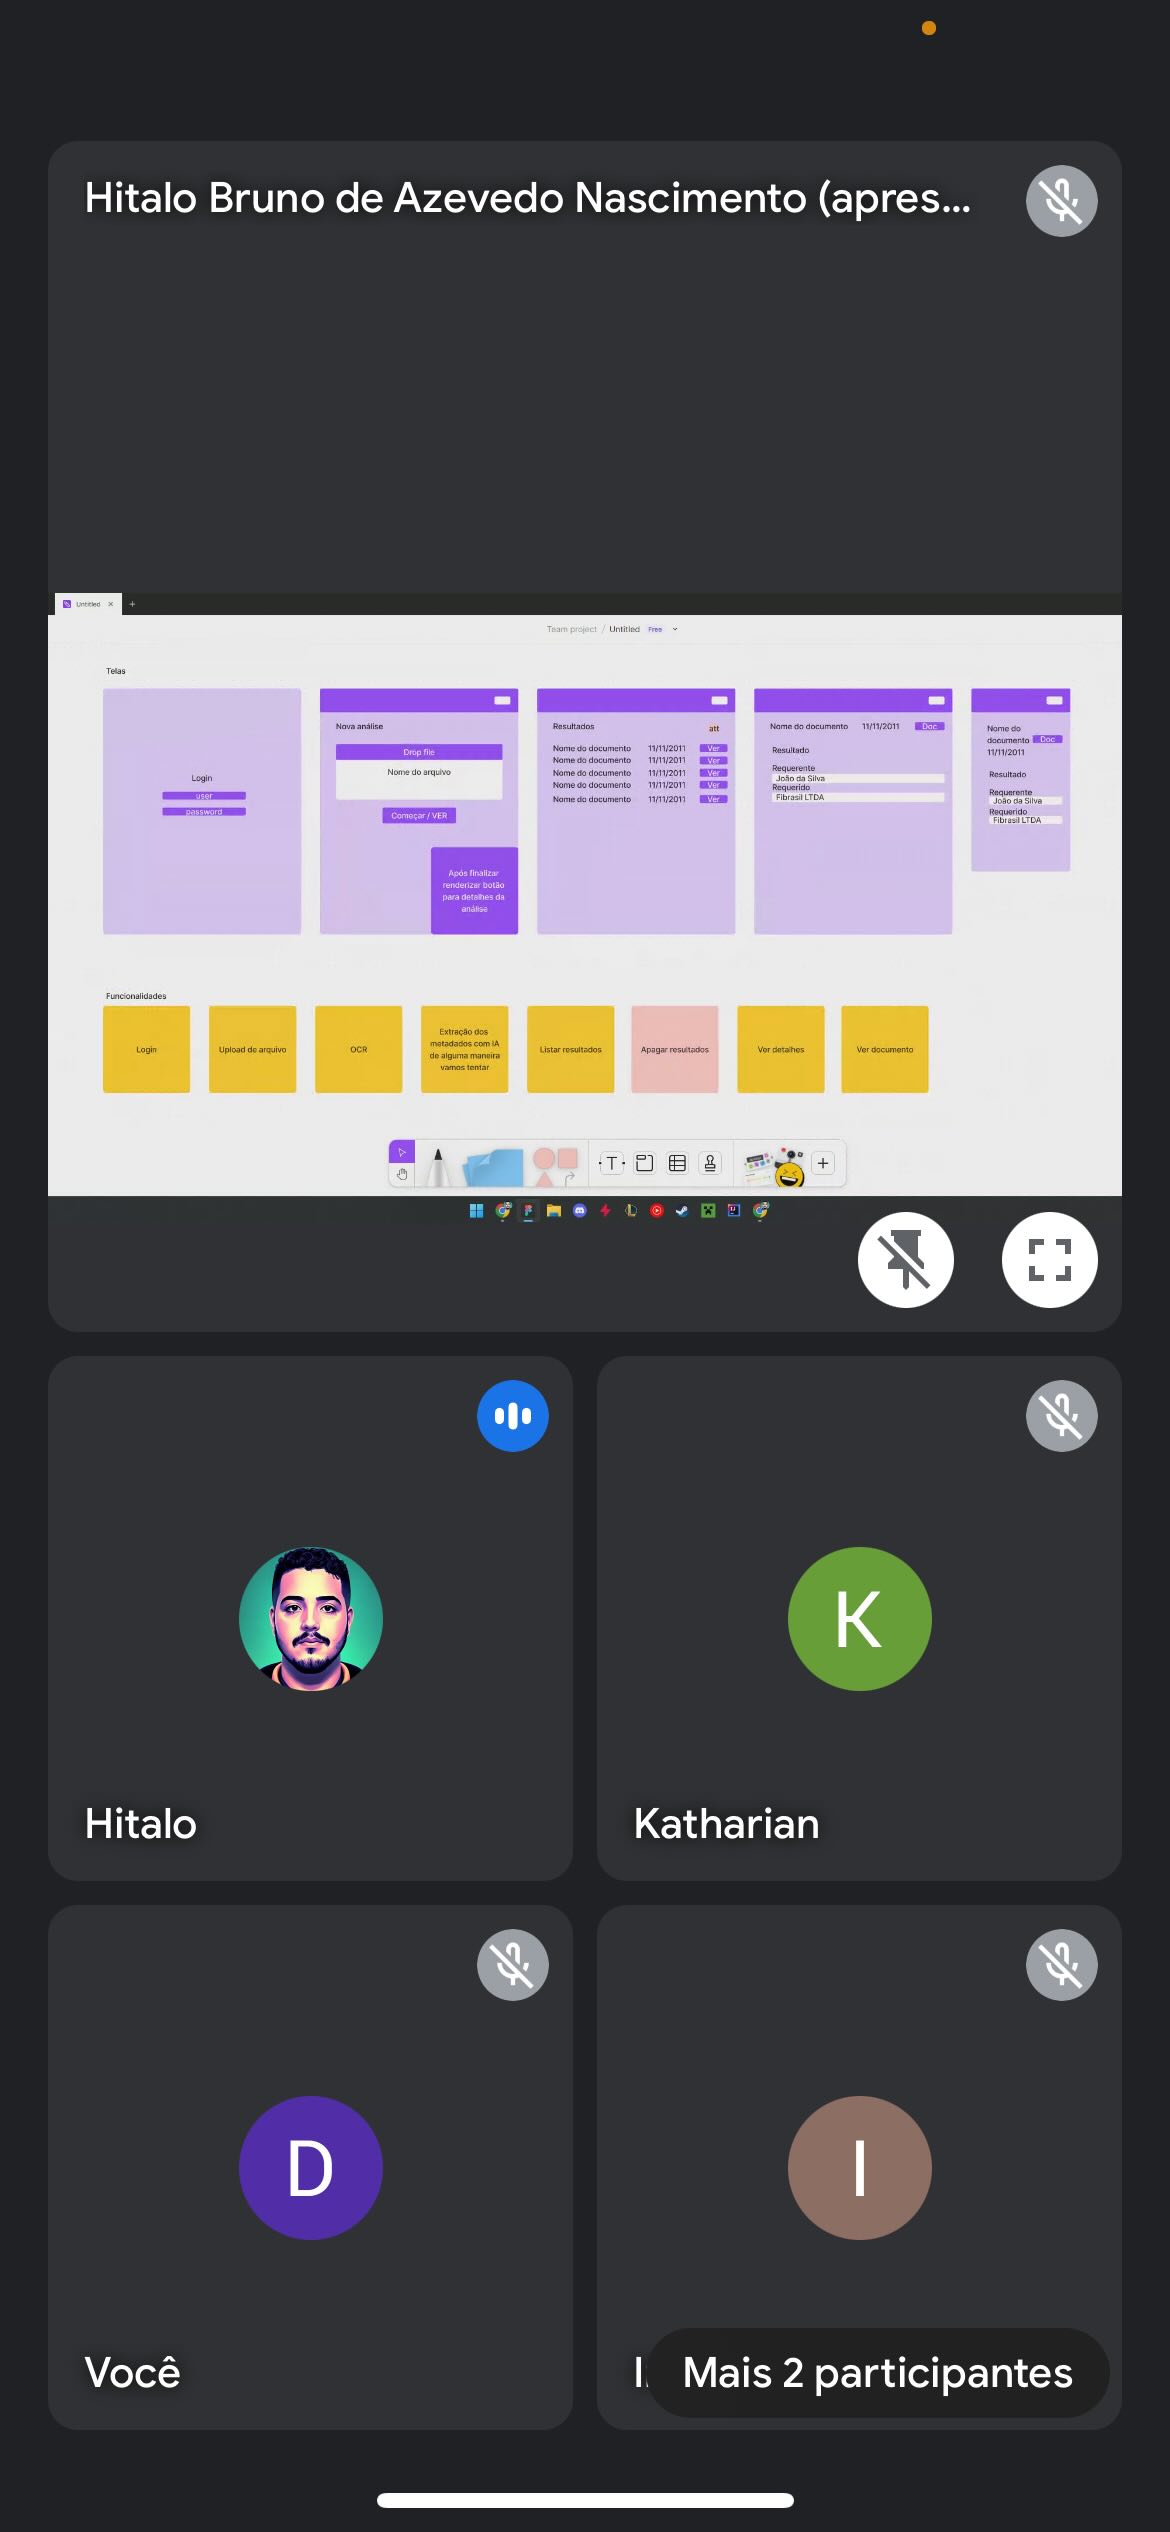 Hitalo Bruno de Azevedo Nascimento (apres...
Untitled
Team project / Untitled Free
Telas
Login
user
password
Nova análise
Drop file
Nome do arquivo
Começar / VER
Após finalizar
renderizar botão
para detalhes da
análise
Resultados att
Nome do documento 11/11/2011 Ver
Nome do documento 11/11/2011 Ver
Nome do documento 11/11/2011 Ver
Nome do documento 11/11/2011 Ver
Nome do documento 11/11/2011 Ver
Nome do documento 11/11/2011 Doc
Resultado
Requerente
João da Silva
Requerido
Fibrasil LTDA
Nome do
documento Doc
11/11/2011
Resultado
Requerente
João da Silva
Requerido
Fibrasil LTDA
Funcionalidades
Login
Upload de arquivo
OCR
Extração dos
metadados com IA
de alguma maneira
vamos tentar
Listar resultados
Apagar resultados
Ver detalhes
Ver documento
Hitalo
K
Katharian
D
Você
I
Mais 2 participantes